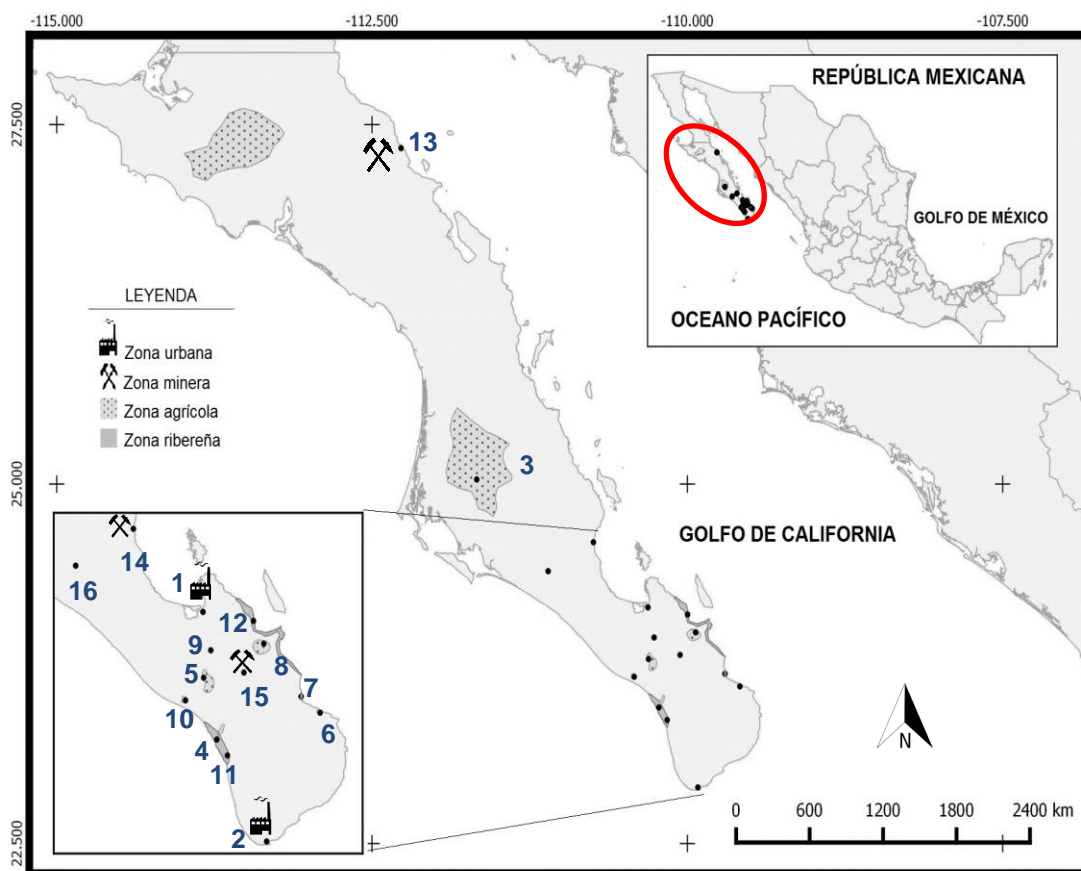 -115.000
-112.500
-110.000
-107.500
27.500
25.000
22.500
REPÚBLICA MEXICANA
GOLFO DE MÉXICO
OCEANO PACÍFICO
13
LEYENDA
Zona urbana
Zona minera
Zona agrícola
Zona ribereña
3
GOLFO DE CALIFORNIA
14
1
16
12
9
8
5
15
7
10
6
4
11
2
N
0 600 1200 1800 2400 km